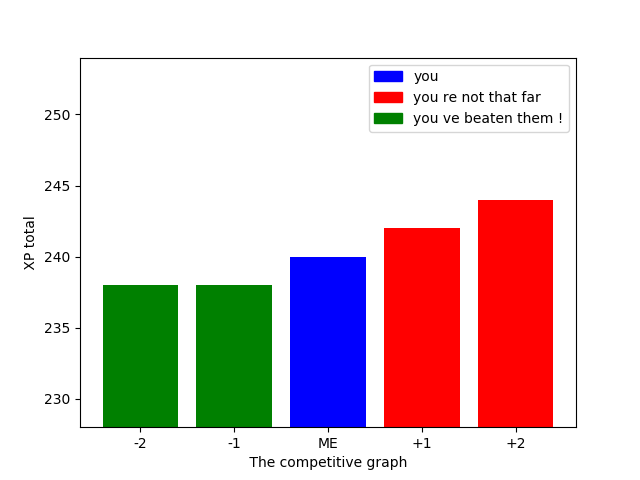 you
you re not that far
you ve beaten them !
250
245
240
235
230
XP total
-2 -1 ME +1 +2
The competitive graph